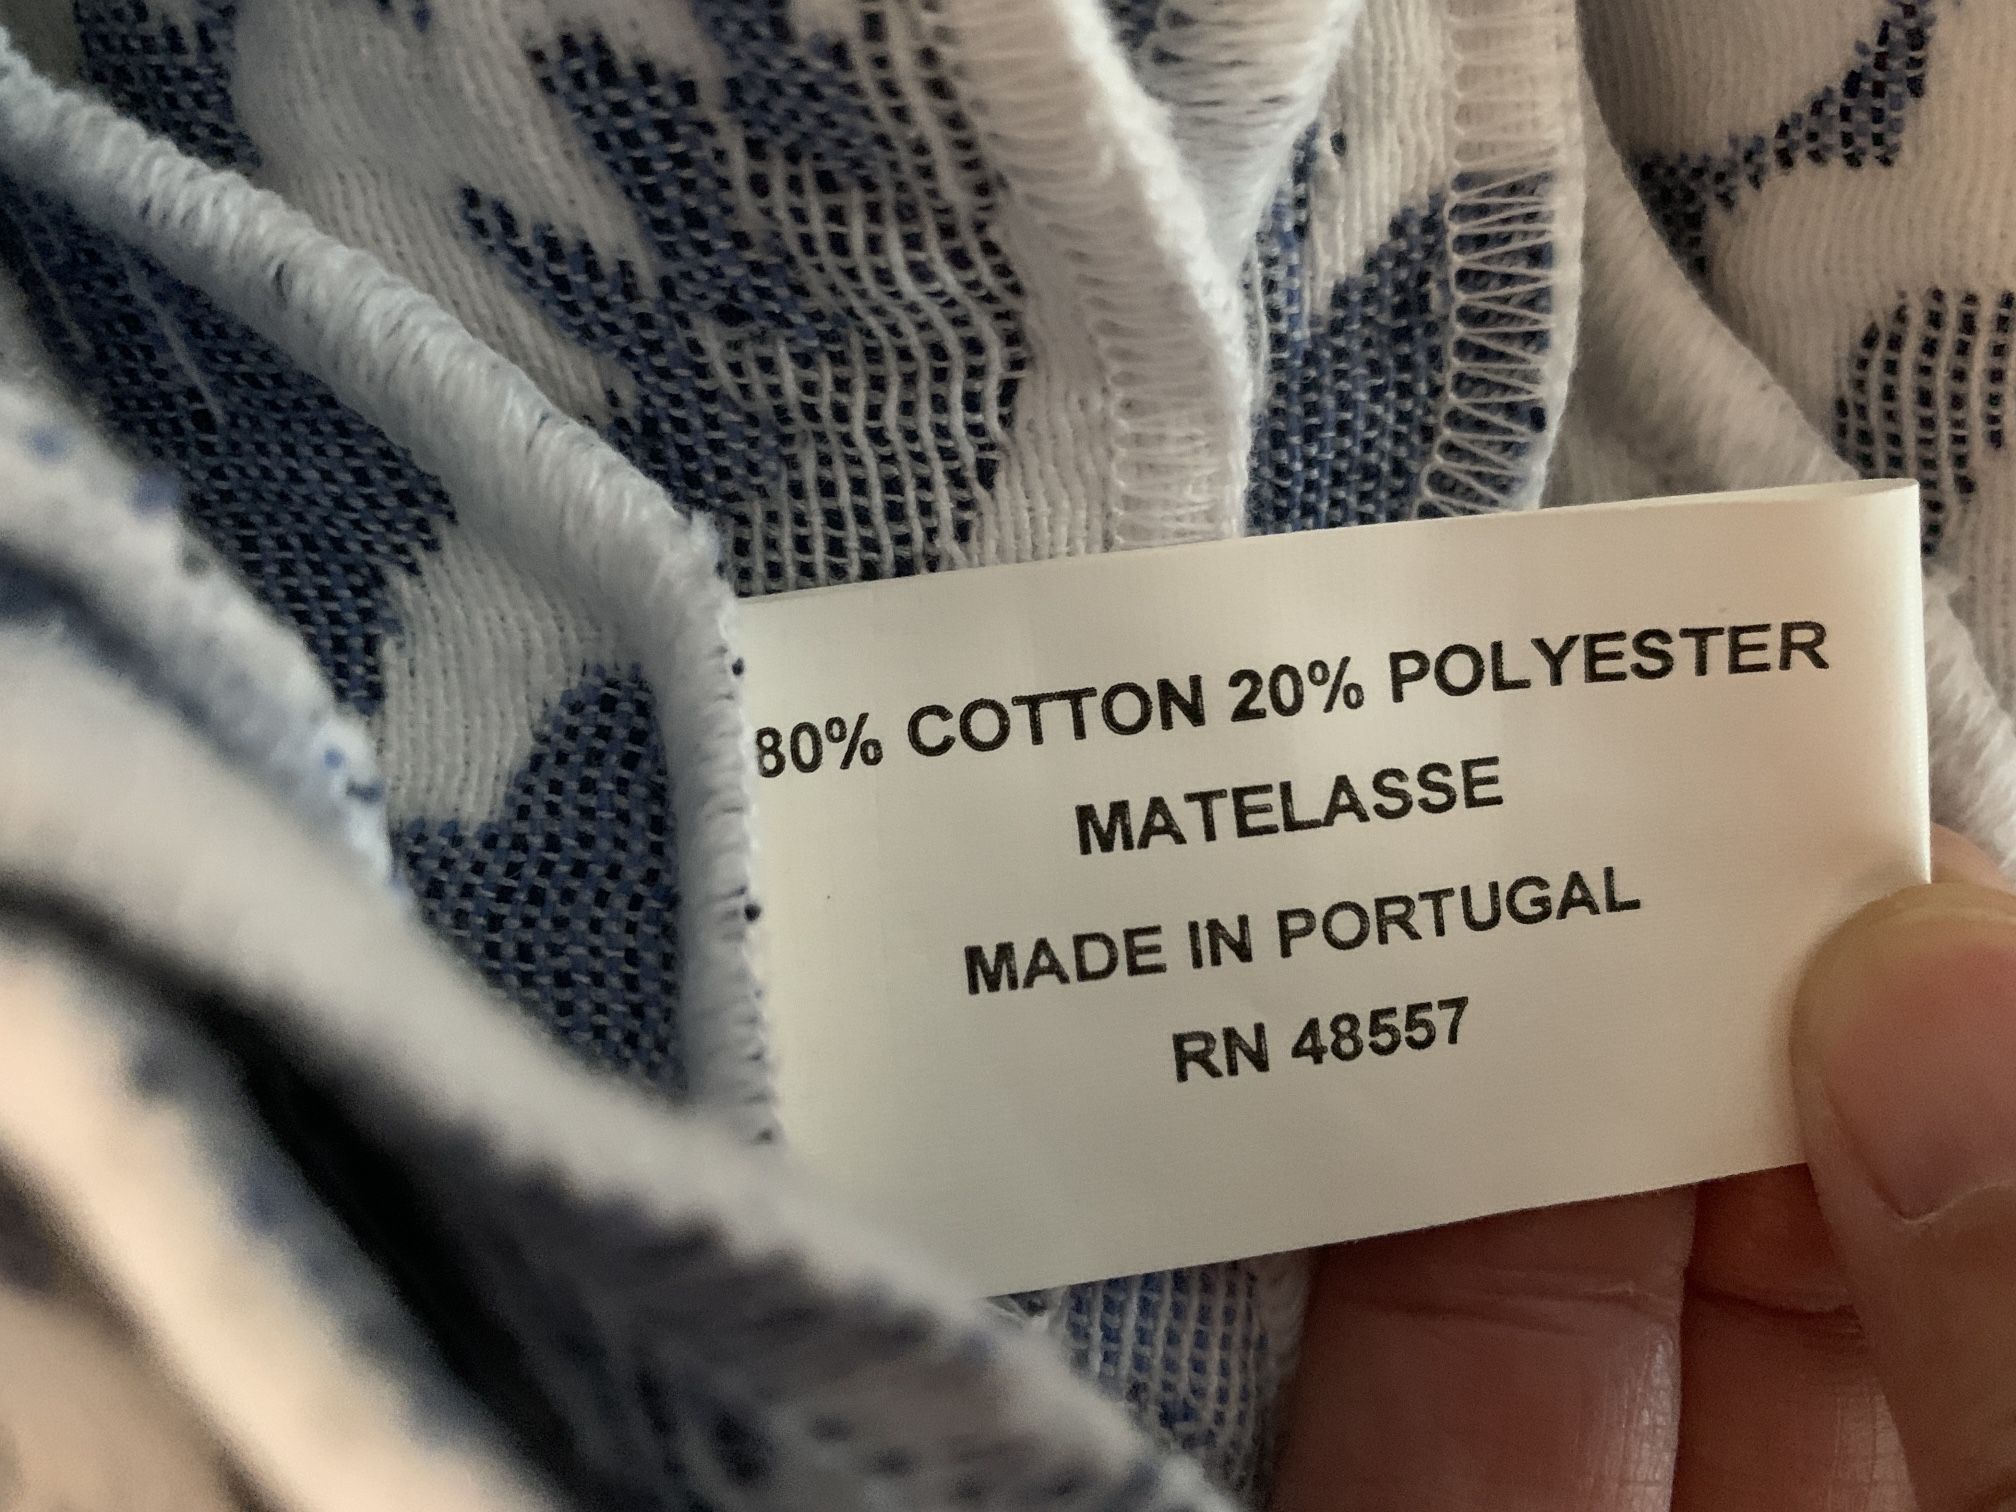 80% COTTON 20% POLYESTER
MATELASSE
MADE IN PORTUGAL
RN 48557